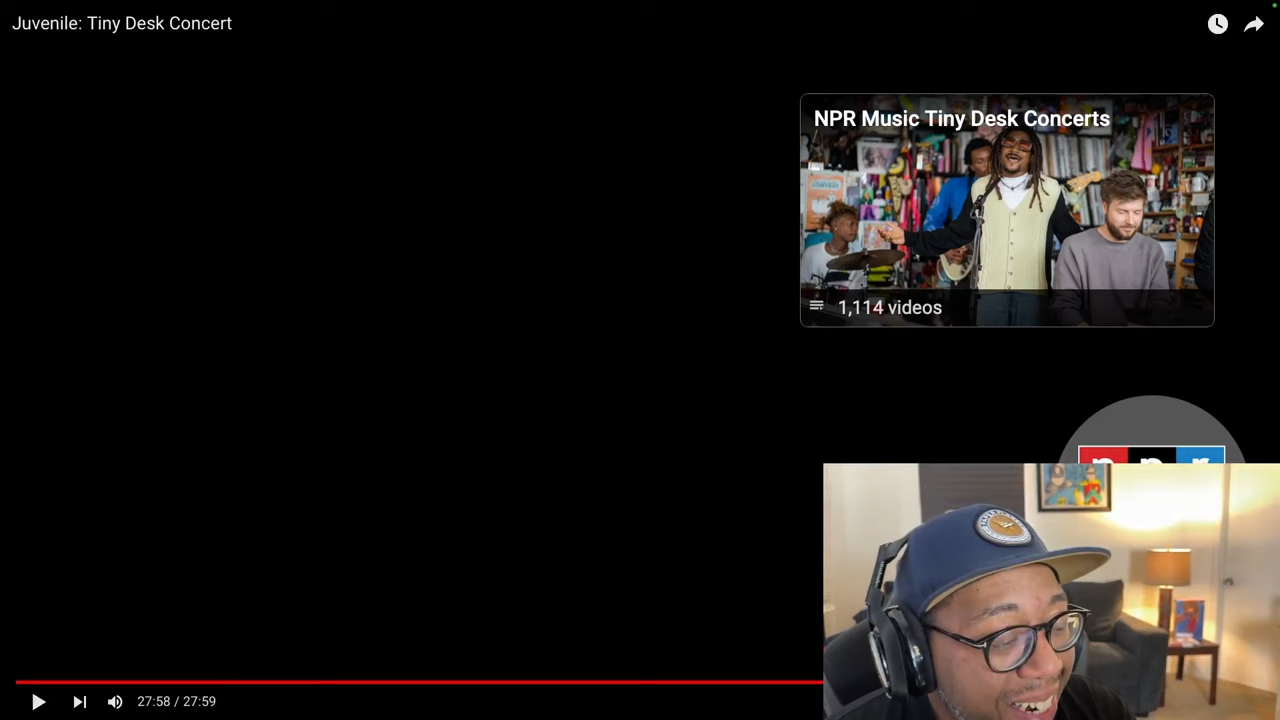 Juvenile: Tiny Desk Concert
NPR Music Tiny Desk Concerts
1,114 videos
n p r
27:58 / 27:59